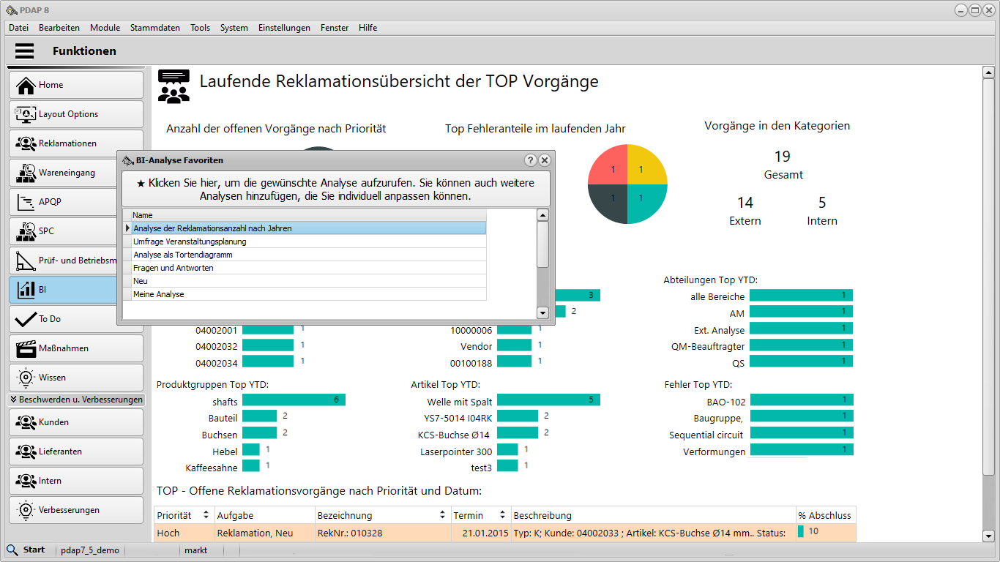 PDAP 8
Datei Bearbeiten Module Stammdaten Tools System Einstellungen Fenster Hilfe
Funktionen
Home
Layout Options
Reklamationen
Wareneingang
APQP
SPC
Prüf- und Betriebsm
BI
To Do
Maßnahmen
Wissen
Beschwerden u. Verbesserungen
Kunden
Lieferanten
Intern
Verbesserungen
Laufende Reklamationsübersicht der TOP Vorgänge
Anzahl der offenen Vorgänge nach Priorität
Top Fehleranteile im laufenden Jahr
1 1
1 1
Vorgänge in den Kategorien
19
Gesamt
14 5
Extern Intern
BI-Analyse Favoriten
?
★ Klicken Sie hier, um die gewünschte Analyse aufzurufen. Sie können auch weitere
Analysen hinzufügen, die Sie individuell anpassen können.
Name
Analyse der Reklamationsanzahl nach Jahren
Umfrage Veranstaltungsplanung
Analyse als Tortendiagramm
Fragen und Antworten
Neu
Meine Analyse
04002001 1
04002032 1
04002034 1
3
2
10000006 1
Vendor 1
00100188 1
Abteilungen Top YTD:
alle Bereiche 1
AM 1
Ext. Analyse 1
QM-Beauftragter 1
QS 1
Produktgruppen Top YTD:
shafts 6
Bauteil 2
Buchsen 2
Hebel 1
Kaffeesahne 1
Artikel Top YTD:
Welle mit Spalt 5
YS7-5014 I04RK 2
KCS-Buchse Ø14 2
Laserpointer 300 1
test3 1
Fehler Top YTD:
BAO-102 1
Baugruppe, 1
Sequential circuit 1
Verformungen 1
TOP - Offene Reklamationsvorgänge nach Priorität und Datum:
Priorität Aufgabe Bezeichnung Termin Beschreibung % Abschluss
Hoch Reklamation, Neu RekNr.: 010328 21.01.2015 Typ: K; Kunde: 04002033 ; Artikel: KCS-Buchse Ø14 mm.. Status: 10
Start pdap7_5_demo markt